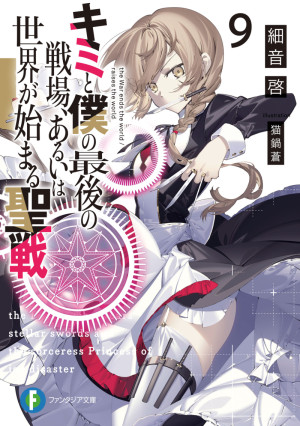 9
細音 啓
猫鍋蒼
キミと僕の最後の
戦場、あるいは
世界が始まる聖戦
the War ends the world /
raises the world
the
stellar sword a
the sorceress Princess of
disaster
ファンタジア文庫